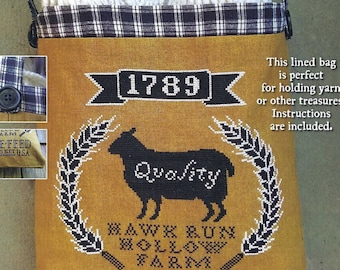 1789
This lined bag
is perfect
for holding yarn
or other treasures.
Instructions
are included.
Quality
HAWK RUN
HOLLOW
FARM